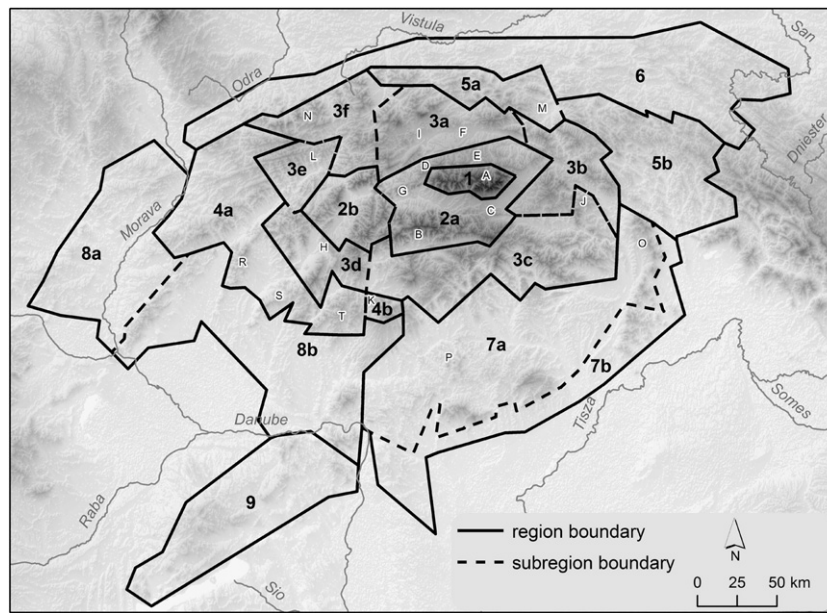 Vistula
San
Odra
6
5a
M
N
3f
3a
I
F
Dniester
L
3e
E
D
1
A
3b
5b
G
4a
2b
J
C
Morava
2a
B
O
8a
R
H
3c
3d
S
K
4b
T
7a
8b
P
7b
Danube
Tisza
Somes
Raba
9
Sio
region boundary
subregion boundary
N
0 25 50 km